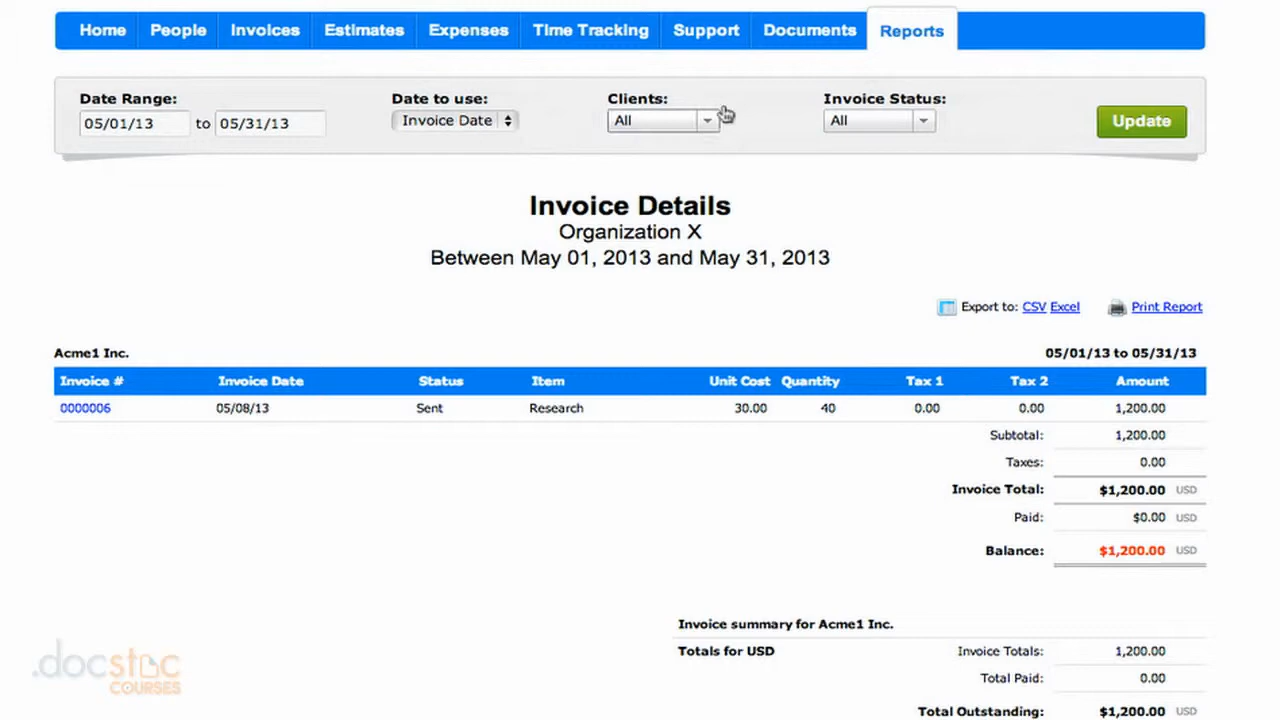 Home People Invoices Estimates Expenses Time Tracking Support Documents Reports
Date Range: Date to use: Clients: Invoice Status:
05/01/13 to 05/31/13 Invoice Date All All Update
Invoice Details
Organization X
Between May 01, 2013 and May 31, 2013
Export to: CSV Excel Print Report
Acme1 Inc. 05/01/13 to 05/31/13
Invoice # Invoice Date Status Item Unit Cost Quantity Tax 1 Tax 2 Amount
0000006 05/08/13 Sent Research 30.00 40 0.00 0.00 1,200.00
Subtotal: 1,200.00
Taxes: 0.00
Invoice Total: $1,200.00 USD
Paid: $0.00 USD
Balance: $1,200.00 USD
Invoice summary for Acme1 Inc.
Totals for USD Invoice Totals: 1,200.00
Total Paid: 0.00
Total Outstanding: $1,200.00 USD
.docstoc
COURSES